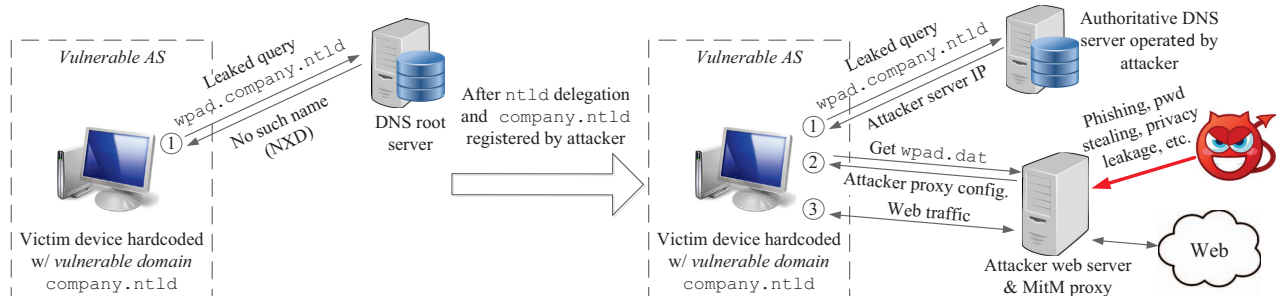 Vulnerable AS
Leaked query
wpad.company.ntld
1
No such name
(NXD)
DNS root
server
Victim device hardcoded
w/ vulnerable domain
company.ntld
After ntld delegation
and company.ntld
registered by attacker
Vulnerable AS
Leaked query
wpad.company.ntld
1
Attacker server IP
Authoritative DNS
server operated by
attacker
2
Get wpad.dat
Attacker proxy config.
3
Web traffic
Phishing, pwd
stealing, privacy
leakage, etc.
Victim device hardcoded
w/ vulnerable domain
company.ntld
Attacker web server
& MitM proxy
Web